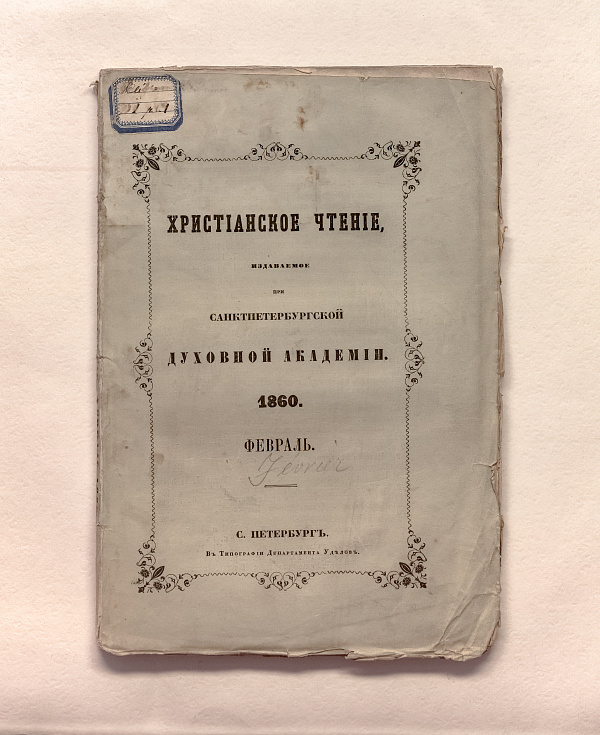 ХРИСТІАНСКОЕ ЧТЕНІЕ,
ИЗДАВАЕМОЕ
ПРИ
САНКТПЕТЕРБУРГСКОЙ
ДУХОВНОЙ АКАДЕМІИ.
1860.
ФЕВРАЛЬ.
С. ПЕТЕРБУРГЪ.
Въ Типографіи Департамента Удѣловъ.